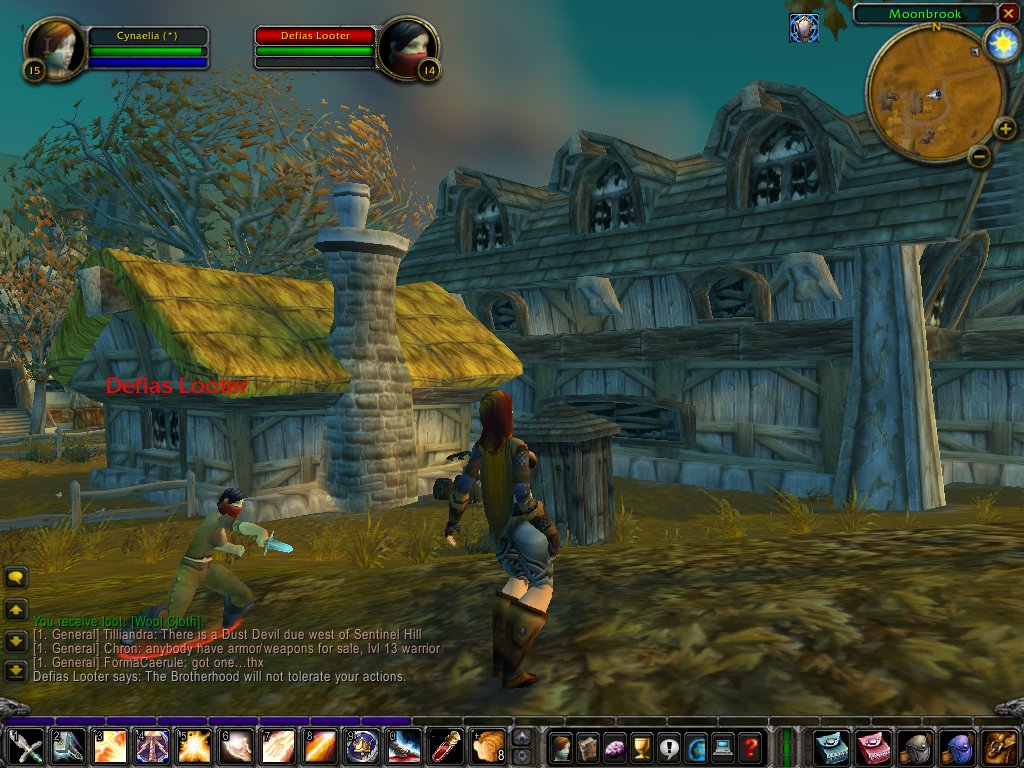 Cynaelia (*)
15
Defias Looter
14
Moonbrook
N
Defias Looter
You receive loot: [Wool Cloth].
[1. General] Tilliandra: There is a Dust Devil due west of Sentinel Hill
[1. General] Chron: anybody have armor/weapons for sale, lvl 13 warrior
[1. General] FormaCaerule: got one...thx
Defias Looter says: The Brotherhood will not tolerate your actions.
1 2 3 4 5 6 7 8 9 0 - 8